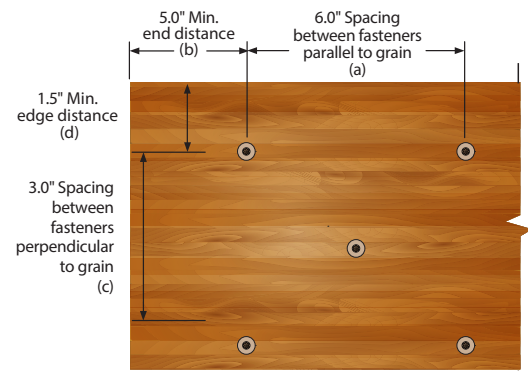 5.0" Min.
end distance
(b)
6.0" Spacing
between fasteners
parallel to grain
(a)
1.5" Min.
edge distance
(d)
3.0" Spacing
between
fasteners
perpendicular
to grain
(c)